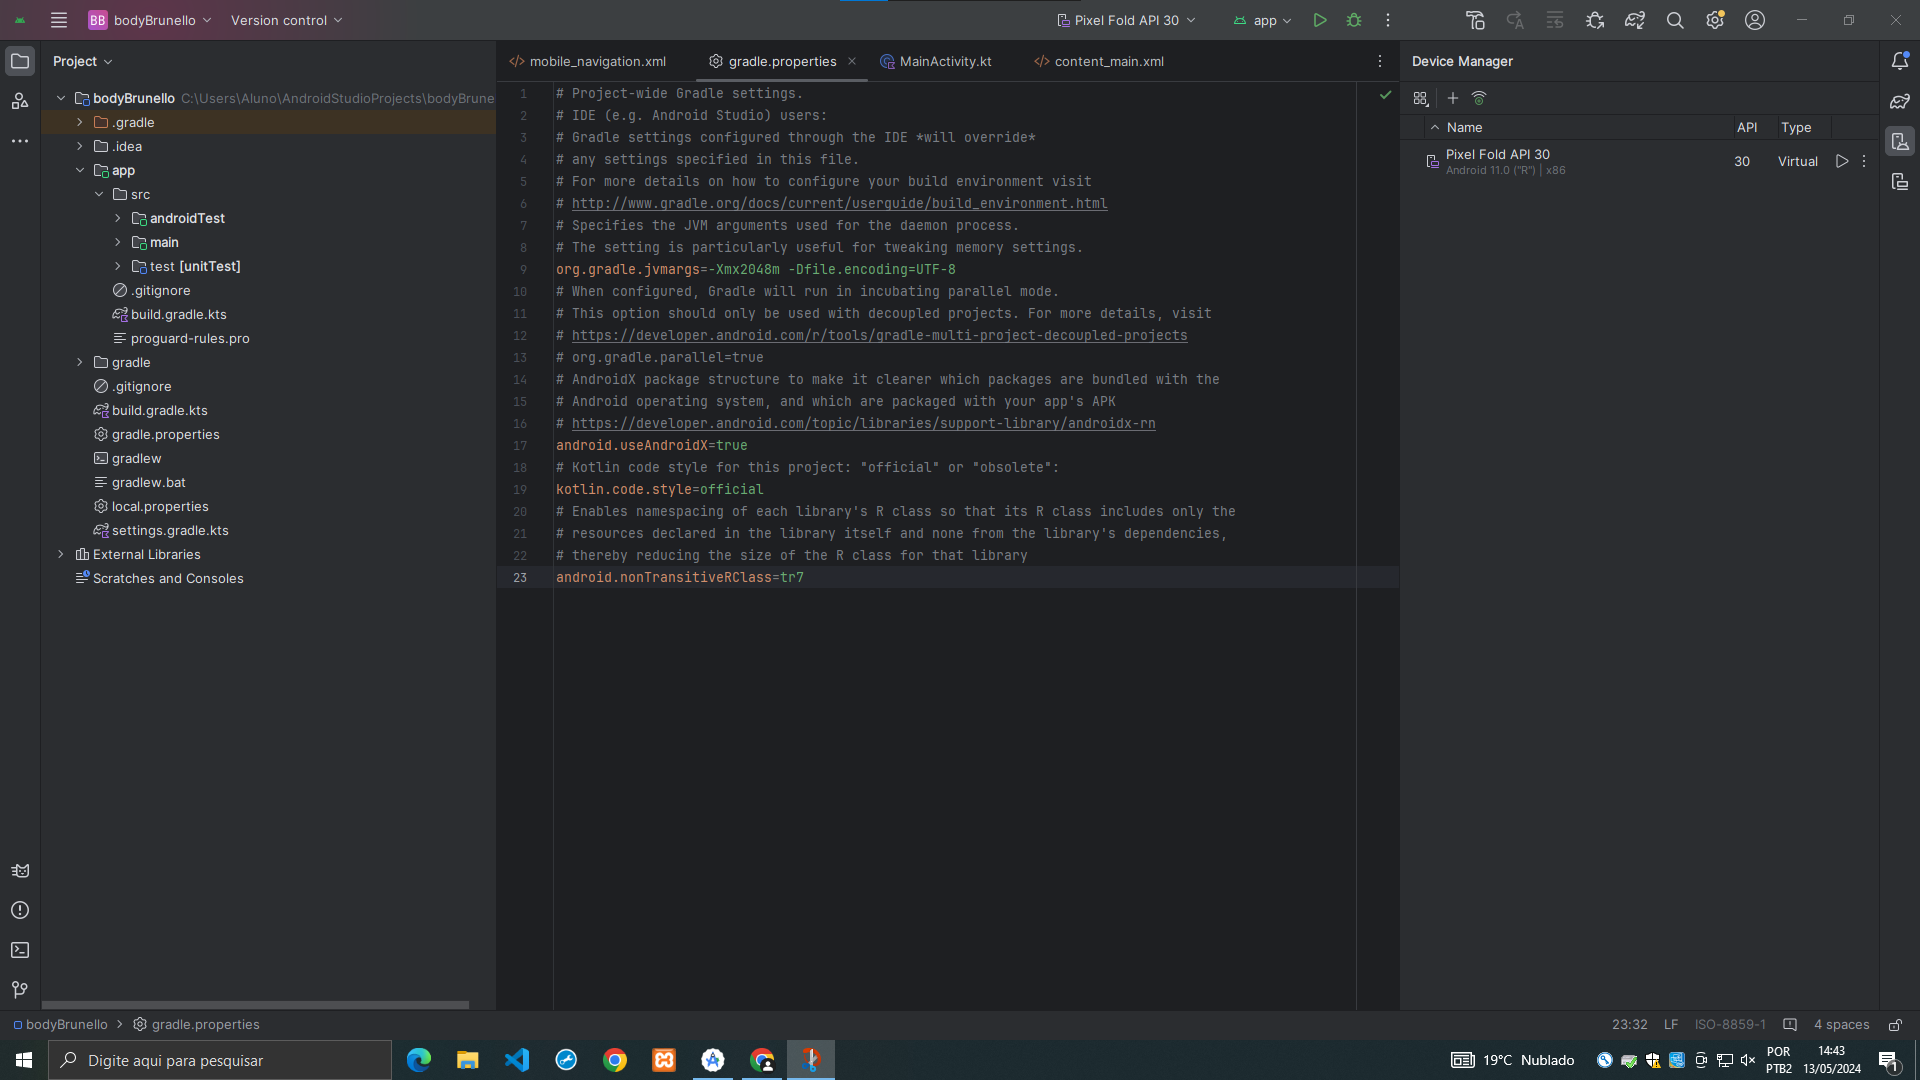 BB bodyBrunello Version control Pixel Fold API 30 app
Project
mobile_navigation.xml gradle.properties MainActivity.kt content_main.xml
Device Manager
bodyBrunello C:\Users\Aluno\AndroidStudioProjects\bodyBrune
.gradle
.idea
app
src
androidTest
main
test [unitTest]
.gitignore
build.gradle.kts
proguard-rules.pro
gradle
.gitignore
build.gradle.kts
gradle.properties
gradlew
gradlew.bat
local.properties
settings.gradle.kts
External Libraries
Scratches and Consoles
1 # Project-wide Gradle settings.
2 # IDE (e.g. Android Studio) users:
3 # Gradle settings configured through the IDE *will override*
4 # any settings specified in this file.
5 # For more details on how to configure your build environment visit
6 # http://www.gradle.org/docs/current/userguide/build_environment.html
7 # Specifies the JVM arguments used for the daemon process.
8 # The setting is particularly useful for tweaking memory settings.
9 org.gradle.jvmargs=-Xmx2048m -Dfile.encoding=UTF-8
10 # When configured, Gradle will run in incubating parallel mode.
11 # This option should only be used with decoupled projects. For more details, visit
12 # https://developer.android.com/r/tools/gradle-multi-project-decoupled-projects
13 # org.gradle.parallel=true
14 # AndroidX package structure to make it clearer which packages are bundled with the
15 # Android operating system, and which are packaged with your app's APK
16 # https://developer.android.com/topic/libraries/support-library/androidx-rn
17 android.useAndroidX=true
18 # Kotlin code style for this project: "official" or "obsolete":
19 kotlin.code.style=official
20 # Enables namespacing of each library's R class so that its R class includes only the
21 # resources declared in the library itself and none from the library's dependencies,
22 # thereby reducing the size of the R class for that library
23 android.nonTransitiveRClass=tr7
Name API Type
Pixel Fold API 30 30 Virtual
Android 11.0 ("R") | x86
bodyBrunello > gradle.properties
23:32 LF ISO-8859-1 4 spaces
Digite aqui para pesquisar
19°C Nublado
POR
PTB2
14:43
13/05/2024
1